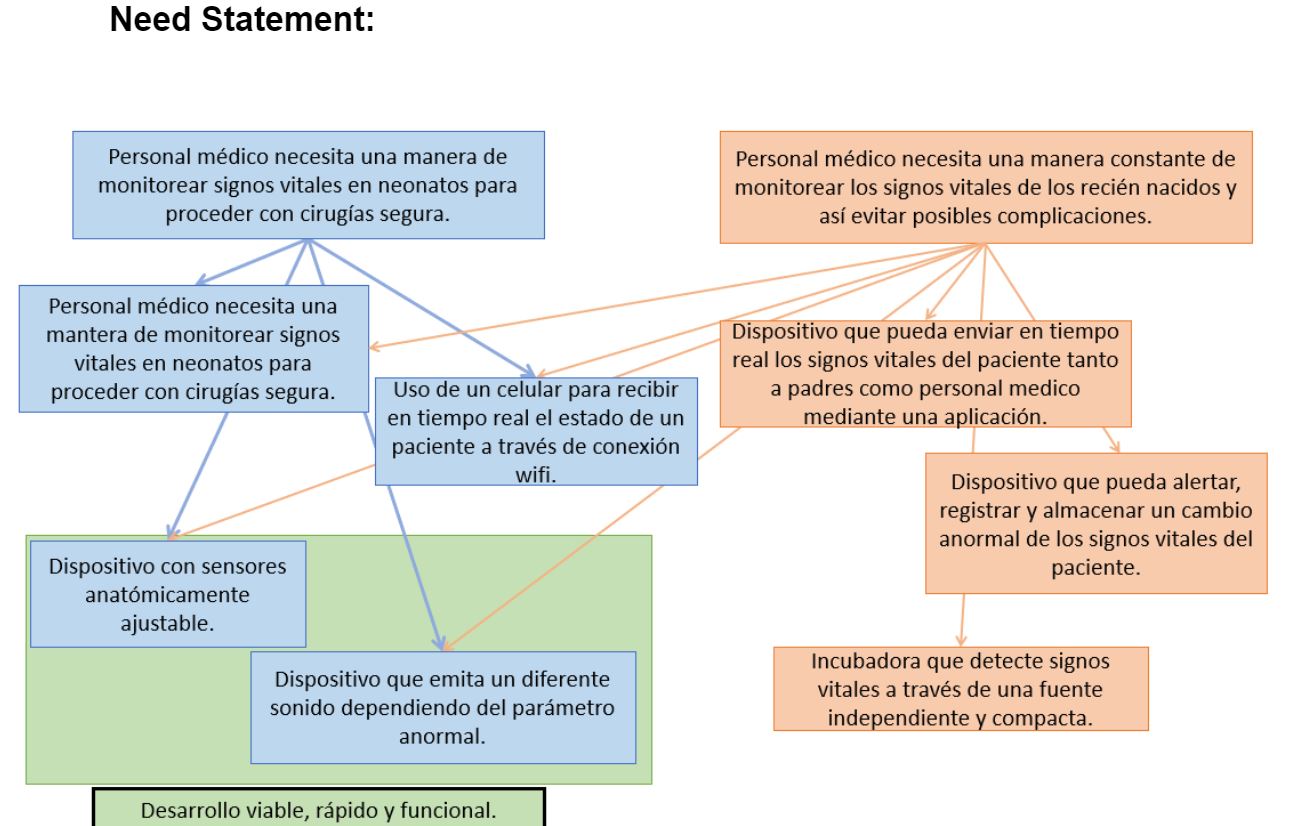 Need Statement:
Personal médico necesita una manera de
monitorear signos vitales en neonatos para
proceder con cirugías segura.
Personal médico necesita una manera constante de
monitorear los signos vitales de los recién nacidos y
así evitar posibles complicaciones.
Personal médico necesita una
mantera de monitorear signos
vitales en neonatos para
proceder con cirugías segura.
Uso de un celular para recibir
en tiempo real el estado de un
paciente a través de conexión
wifi.
Dispositivo que pueda enviar en tiempo
real los signos vitales del paciente tanto
a padres como personal medico
mediante una aplicación.
Dispositivo que pueda alertar,
registrar y almacenar un cambio
anormal de los signos vitales del
paciente.
Dispositivo con sensores
anatómicamente
ajustable.
Dispositivo que emita un diferente
sonido dependiendo del parámetro
anormal.
Incubadora que detecte signos
vitales a través de una fuente
independiente y compacta.
Desarrollo viable, rápido y funcional.